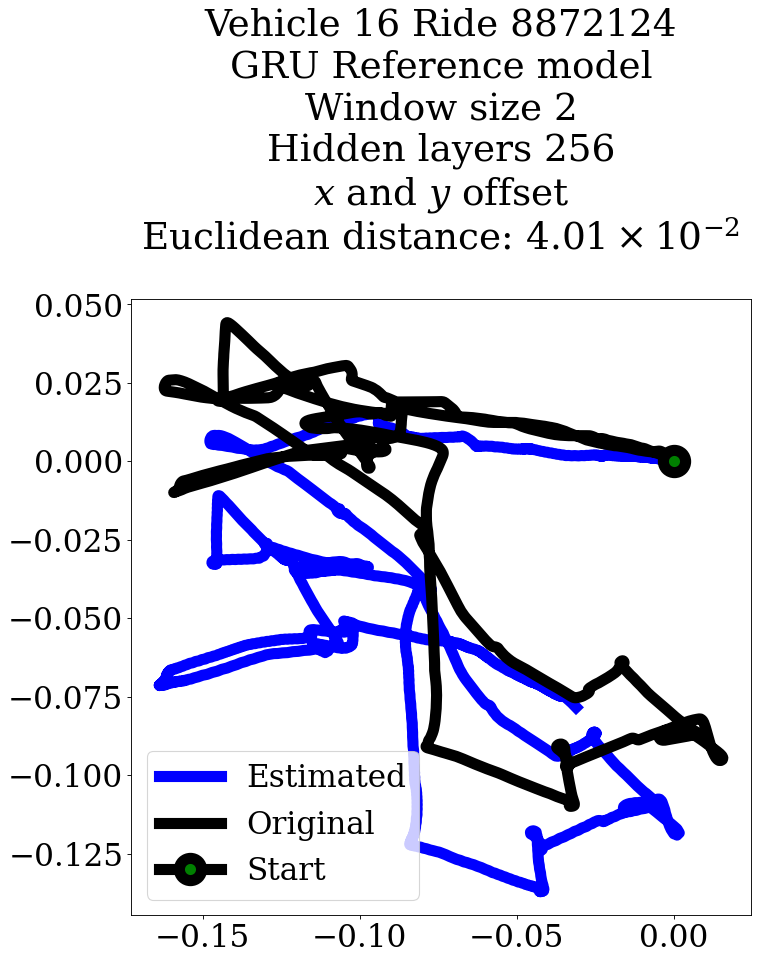 Vehicle 16 Ride 8872124
GRU Reference model
Window size 2
Hidden layers 256
x and y offset
Euclidean distance: 4.01 × 10⁻²
0.050
0.025
0.000
−0.025
−0.050
−0.075
−0.100
−0.125
Estimated
Original
Start
−0.15 −0.10 −0.05 0.00